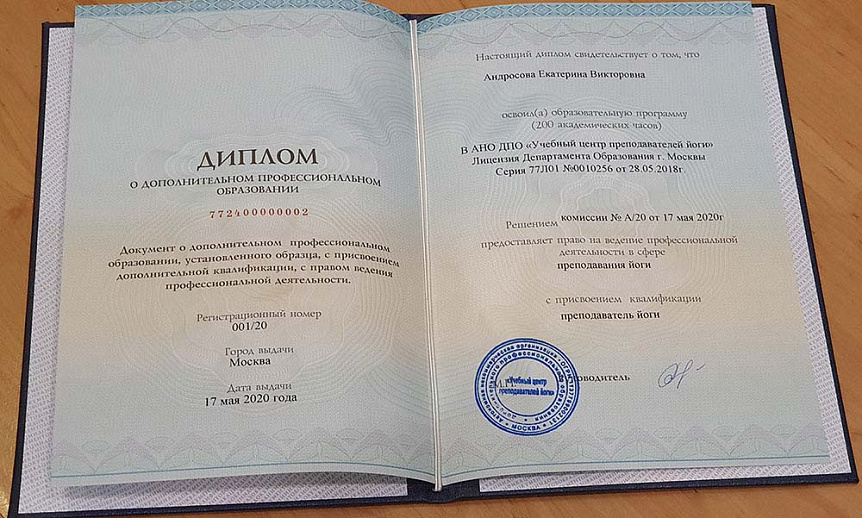 ДИПЛОМ
О ДОПОЛНИТЕЛЬНОМ ПРОФЕССИОНАЛЬНОМ
ОБРАЗОВАНИИ
772400000002
Документ о дополнительном профессиональном
образовании, установленного образца, с присвоением
дополнительной квалификации, с правом ведения
профессиональной деятельности.
Регистрационный номер
001/20
Город выдачи
Москва
Дата выдачи
17 мая 2020 года
Настоящий диплом свидетельствует о том, что
Андросова Екатерина Викторовна
освоил(а) образовательную программу
(200 академических часов)
В АНО ДПО «Учебный центр преподавателей йоги»
Лицензия Департамента Образования г. Москвы
Серия 77Л01 №0010256 от 28.05.2018г.
Решением комиссии № А/20 от 17 мая 2020г
предоставляет право на ведение профессиональной
деятельности в сфере
преподавания йоги
с присвоением квалификации
преподаватель йоги
М.П.
«Учебный центр
преподавателей йоги»
МОСКВА